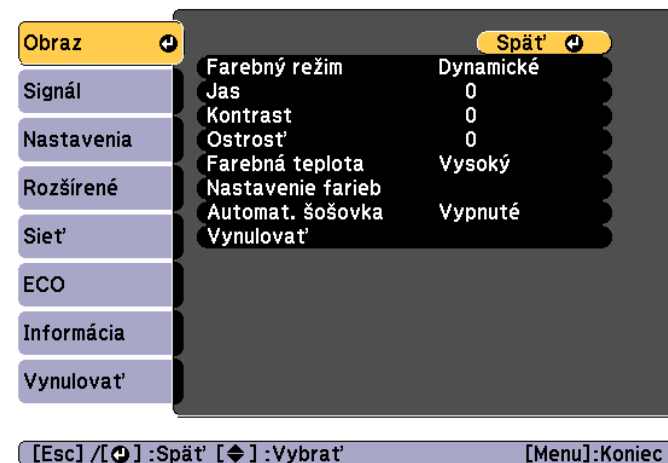 Obraz
Signál
Nastavenia
Rozšírené
Sieť
ECO
Informácia
Vynulovať
Späť
Farebný režim Dynamické
Jas 0
Kontrast 0
Ostrosť 0
Farebná teplota Vysoký
Nastavenie farieb
Automat. šošovka Vypnuté
Vynulovať
[Esc] /[ ] :Späť [ ] :Vybrať [Menu]:Koniec